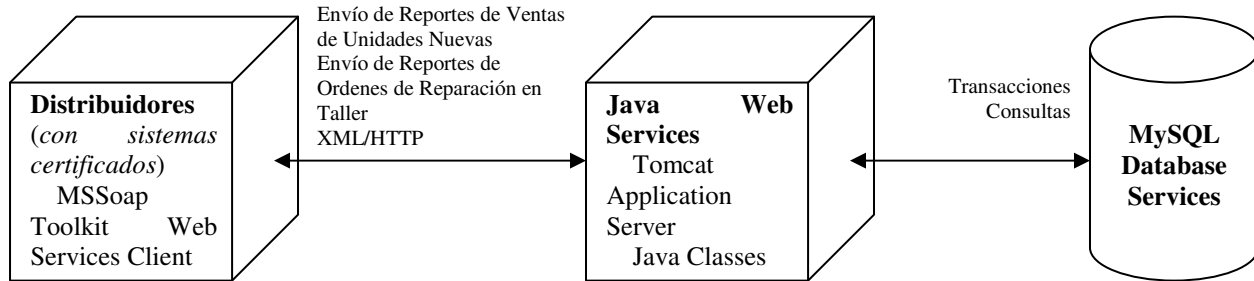 Envío de Reportes de Ventas
de Unidades Nuevas
Envío de Reportes de
Ordenes de Reparación en
Taller
XML/HTTP
Distribuidores
(con sistemas
certificados)
MSSoap
Toolkit Web
Services Client
Java Web
Services
Tomcat
Application
Server
Java Classes
Transacciones
Consultas
MySQL
Database
Services